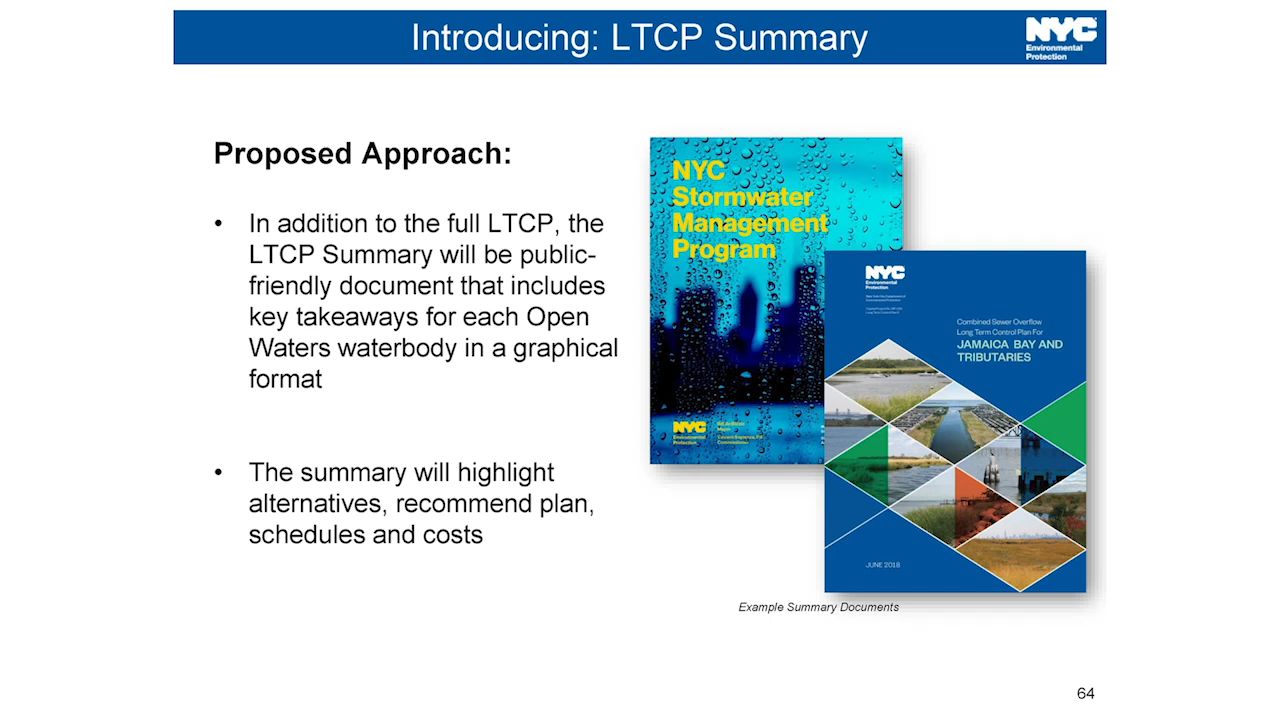 Introducing: LTCP Summary
NYC
Environmental
Protection
Proposed Approach:
• In addition to the full LTCP, the
LTCP Summary will be public-
friendly document that includes
key takeaways for each Open
Waters waterbody in a graphical
format
• The summary will highlight
alternatives, recommend plan,
schedules and costs
NYC
Stormwater
Management
Program
NYC
Environmental
Protection
NYC
Environmental
Protection
Combined Sewer Overflow
Long Term Control Plan For
JAMAICA BAY AND
TRIBUTARIES
JUNE 2018
Example Summary Documents
64